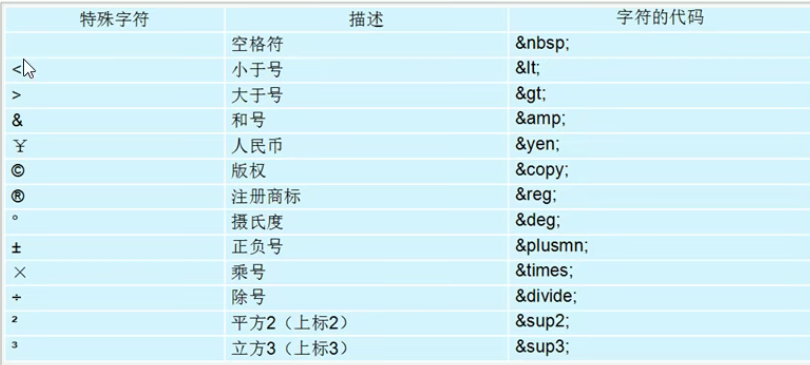 特殊字符 描述 字符的代码
空格符 &nbsp;
< 小于号 &lt;
> 大于号 &gt;
& 和号 &amp;
￥ 人民币 &yen;
© 版权 &copy;
® 注册商标 &reg;
° 摄氏度 &deg;
± 正负号 &plusmn;
× 乘号 &times;
÷ 除号 &divide;
² 平方2（上标2） &sup2;
³ 立方3（上标3） &sup3;